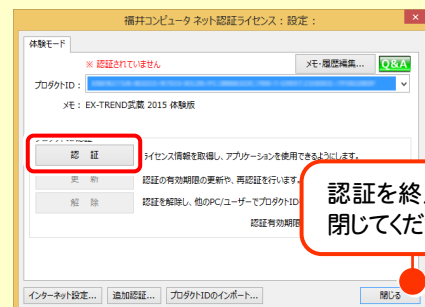 福井コンピュータ ネット認証ライセンス：設定：
体験モード
※ 認証されていません
メモ・履歴編集...
Q&A
プロダクトID：
メモ： EX-TREND武蔵 2015 体験版
認 証
ライセンス情報を取得し、アプリケーションを使用できるようにします。
更 新
認証の有効期限の更新や、再認証を行います。
解 除
認証を解除し、他のPC/ユーザーでプロダクトID
認証有効期限
認証を終
閉じてくだ
インターネット設定...
追加認証...
プロダクトIDのインポート...
閉じる